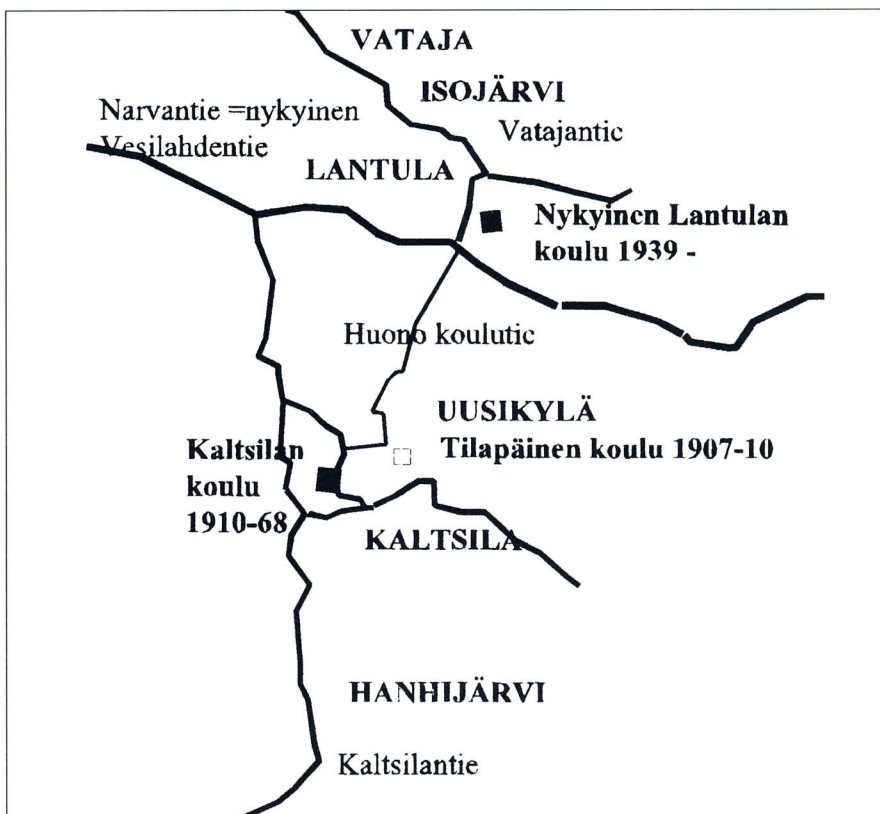 VATAJA
ISOJÄRVI
Narvantie =nykyinen
Vesilahdentie
Vatajantie
LANTULA
Nykyinen Lantulan
koulu 1939 -
Huono koulutie
UUSIKYLÄ
Tilapäinen koulu 1907-10
Kaltsilan
koulu
1910-68
KALTSILA
HANHIJÄRVI
Kaltsilantie